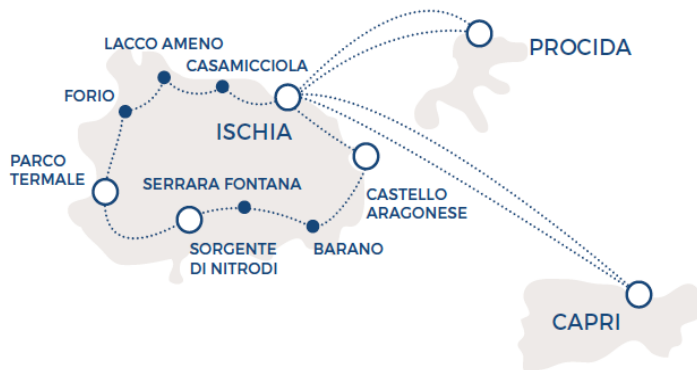 LACCO AMENO
PROCIDA
CASAMICCIOLA
FORIO
ISCHIA
PARCO
TERMALE
SERRARA FONTANA
CASTELLO
ARAGONESE
SORGENTE
DI NITRODI
BARANO
CAPRI